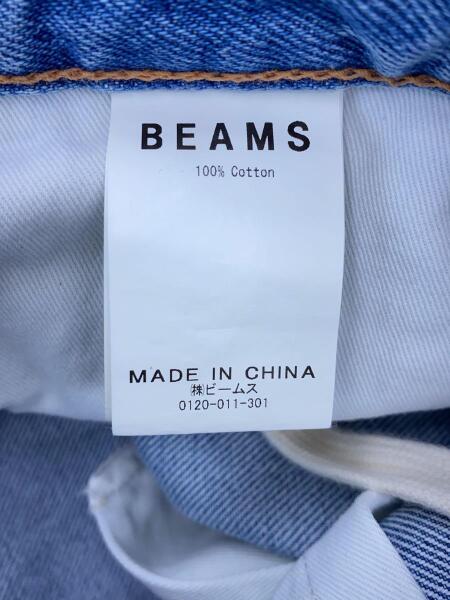 BEAMS
100% Cotton
MADE IN CHINA
㈱ビームス
0120-011-301